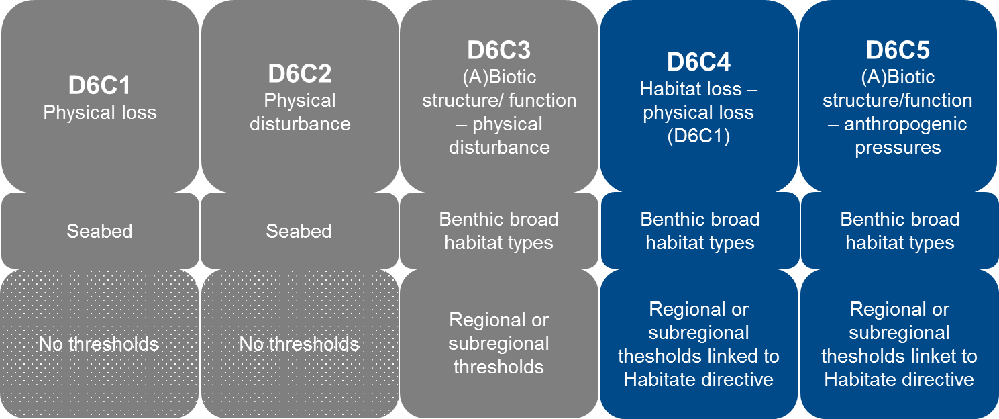 D6C1
Physical loss
D6C2
Physical
disturbance
D6C3
(A)Biotic
structure/ function
– physical
disturbance
D6C4
Habitat loss –
physical loss
(D6C1)
D6C5
(A)Biotic
structure/function
– anthropogenic
pressures
Seabed
Seabed
Benthic broad
habitat types
Benthic broad
habitat types
Benthic broad
habitat types
No thresholds
No thresholds
Regional or
subregional
thresholds
Regional or
subregional
thesholds linked to
Habitate directive
Regional or
subregional
thesholds linket to
Habitate directive